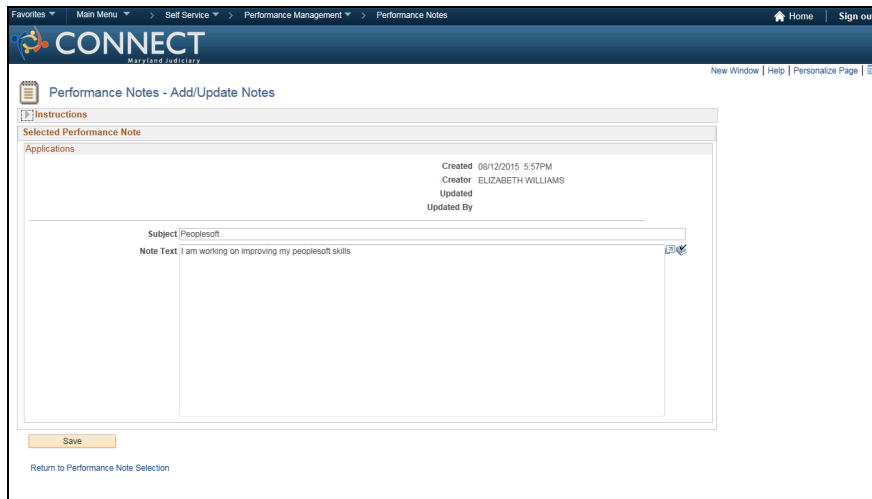 Favorites Main Menu > Self Service > Performance Management > Performance Notes Home Sign ou
CONNECT
Maryland Judiciary
New Window | Help | Personalize Page |
Performance Notes - Add/Update Notes
Instructions
Selected Performance Note
Applications
Created 08/12/2015 5:57PM
Creator ELIZABETH WILLIAMS
Updated
Updated By
Subject Peoplesoft
Note Text I am working on improving my peoplesoft skills
Save
Return to Performance Note Selection